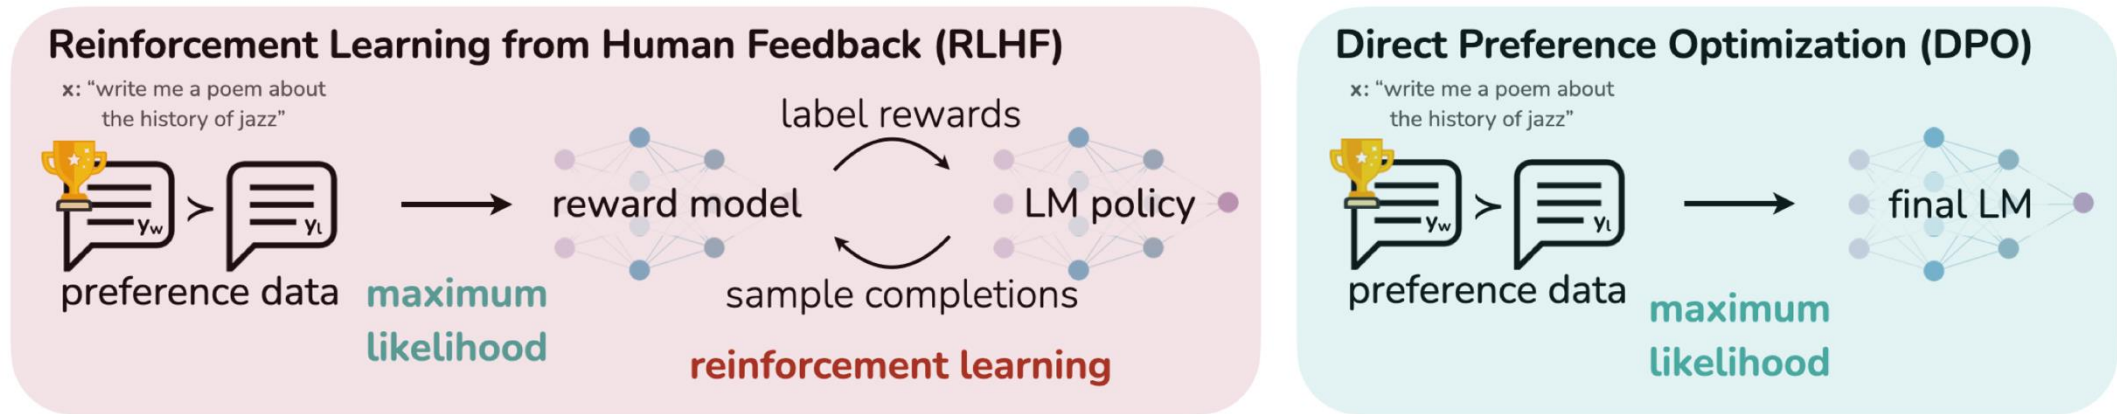 Reinforcement Learning from Human Feedback (RLHF)
x: “write me a poem about
the history of jazz”
label rewards
reward model
LM policy
yw
yl
preference data
maximum
likelihood
sample completions
reinforcement learning
Direct Preference Optimization (DPO)
x: “write me a poem about
the history of jazz”
final LM
yw
yl
preference data
maximum
likelihood